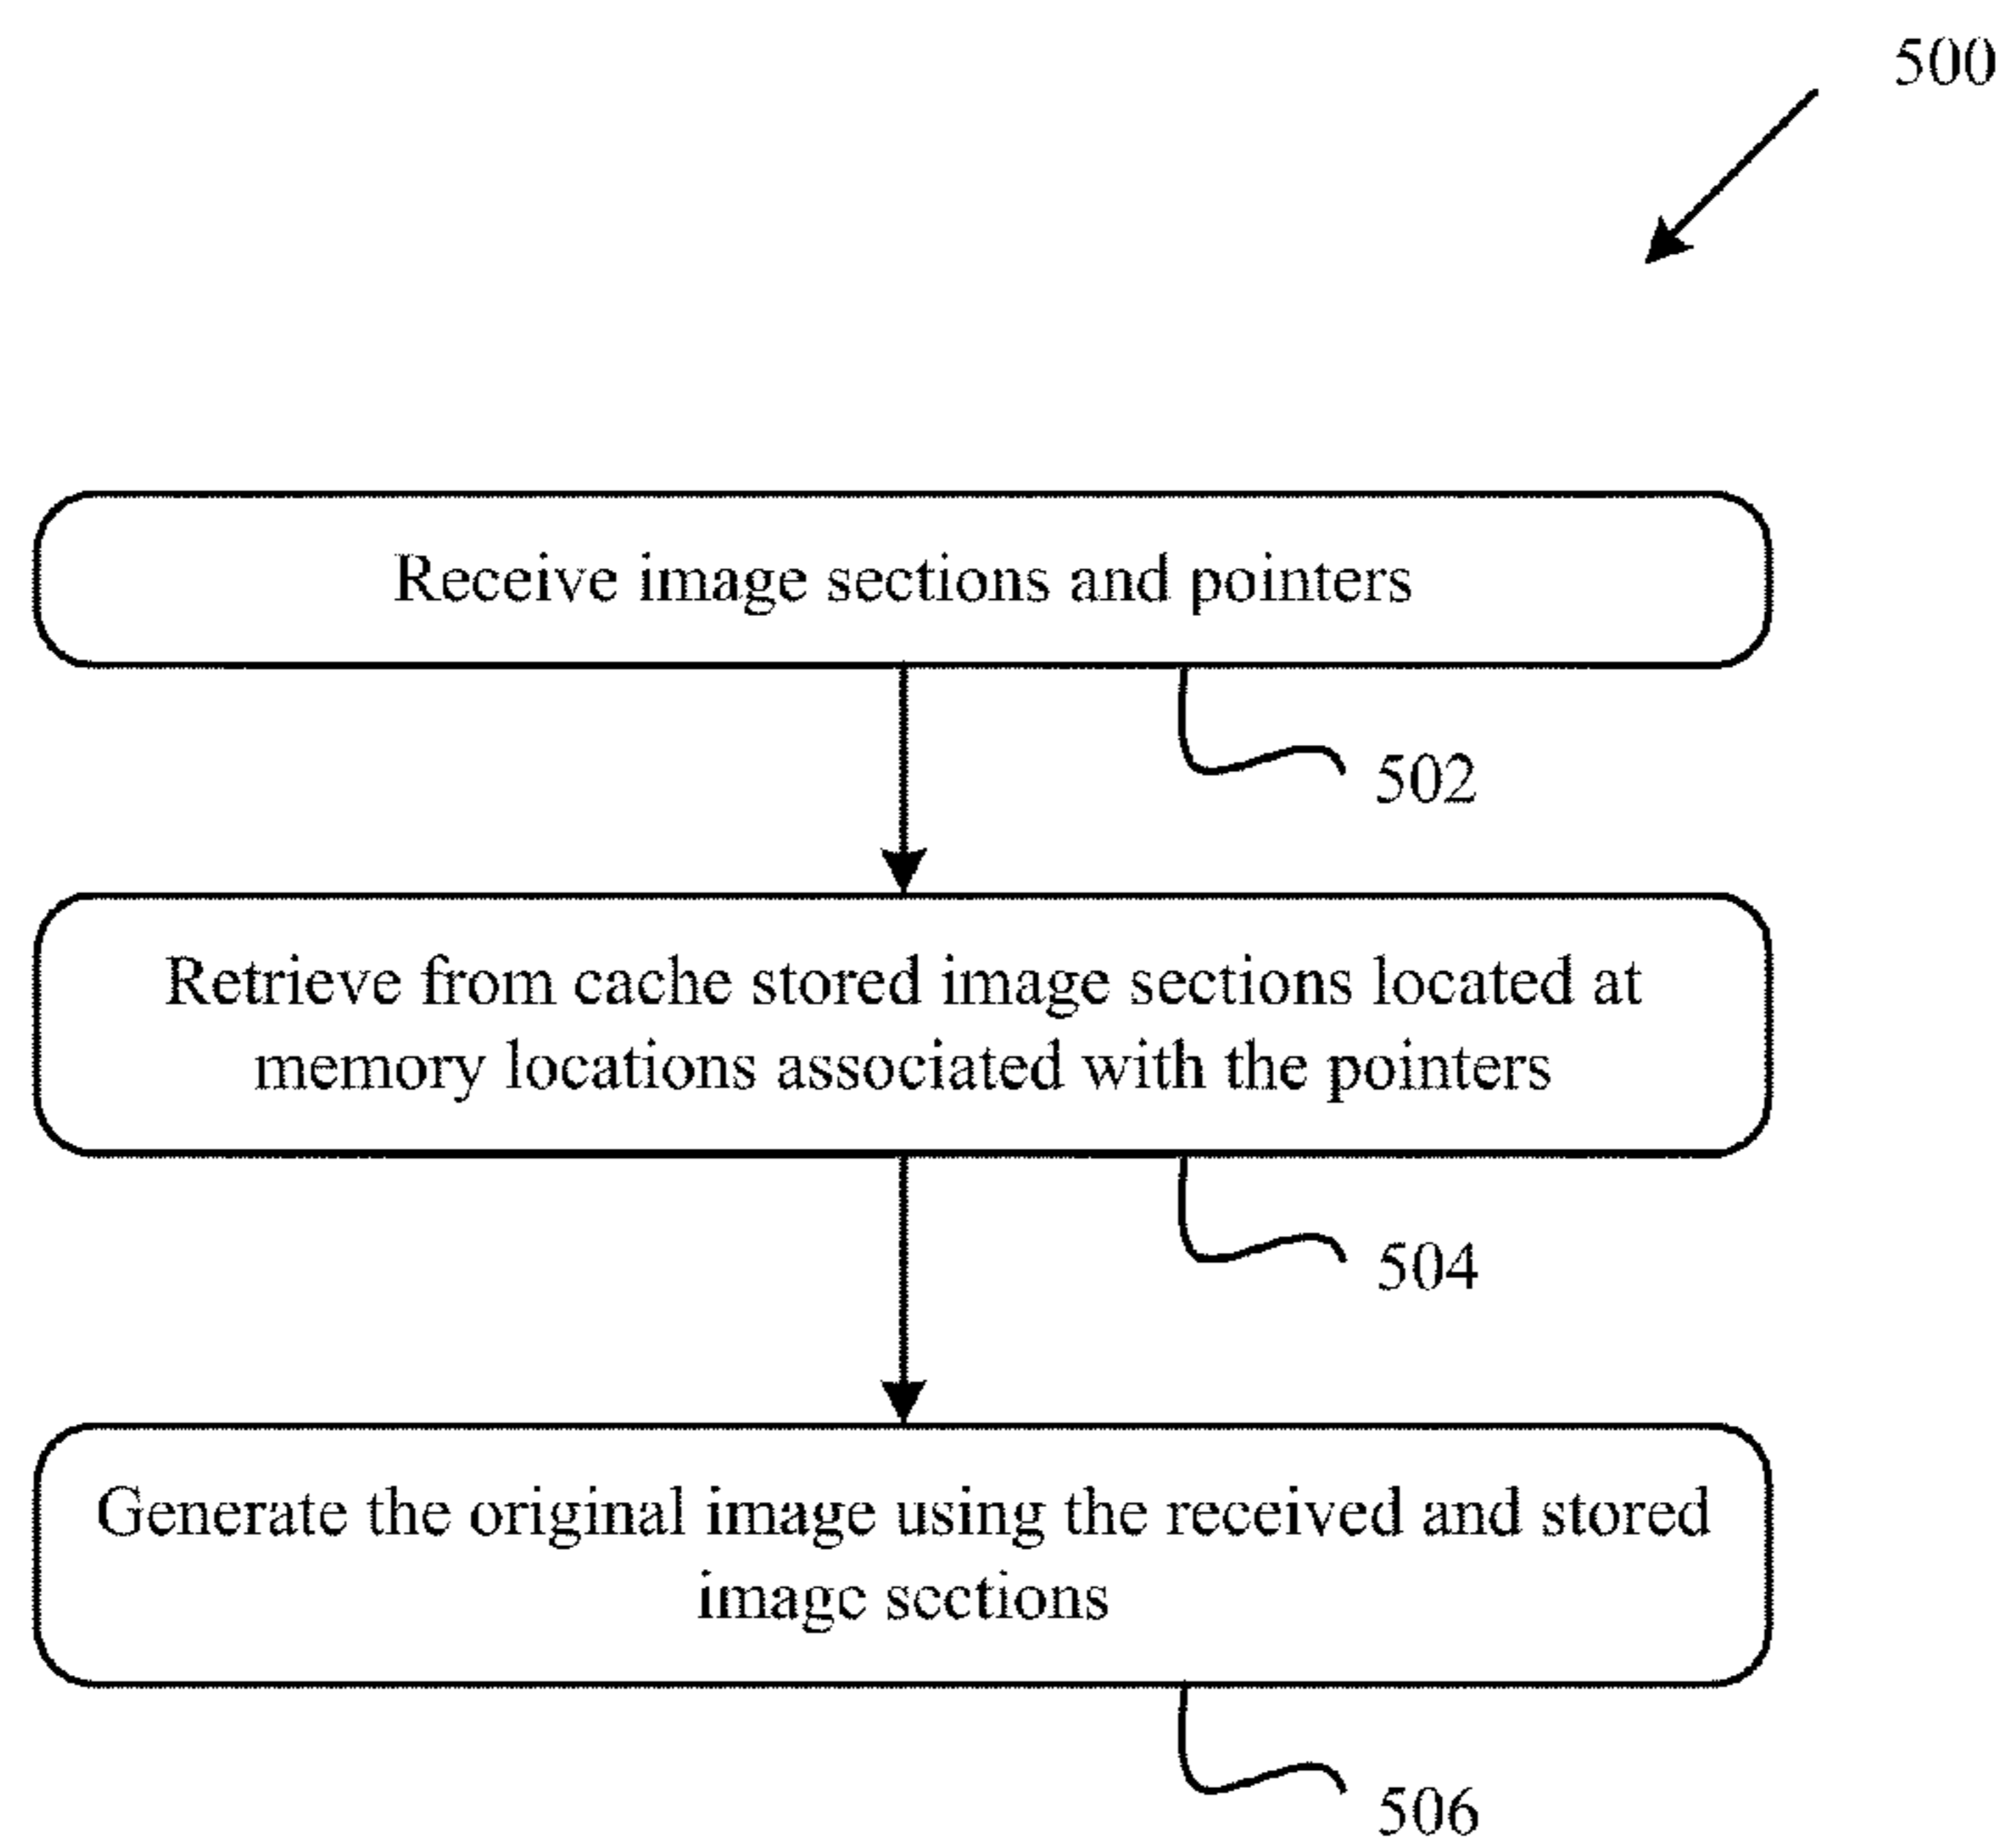 500
Receive image sections and pointers
502
Retrieve from cache stored image sections located at
memory locations associated with the pointers
504
Generate the original image using the received and stored
image sections
506